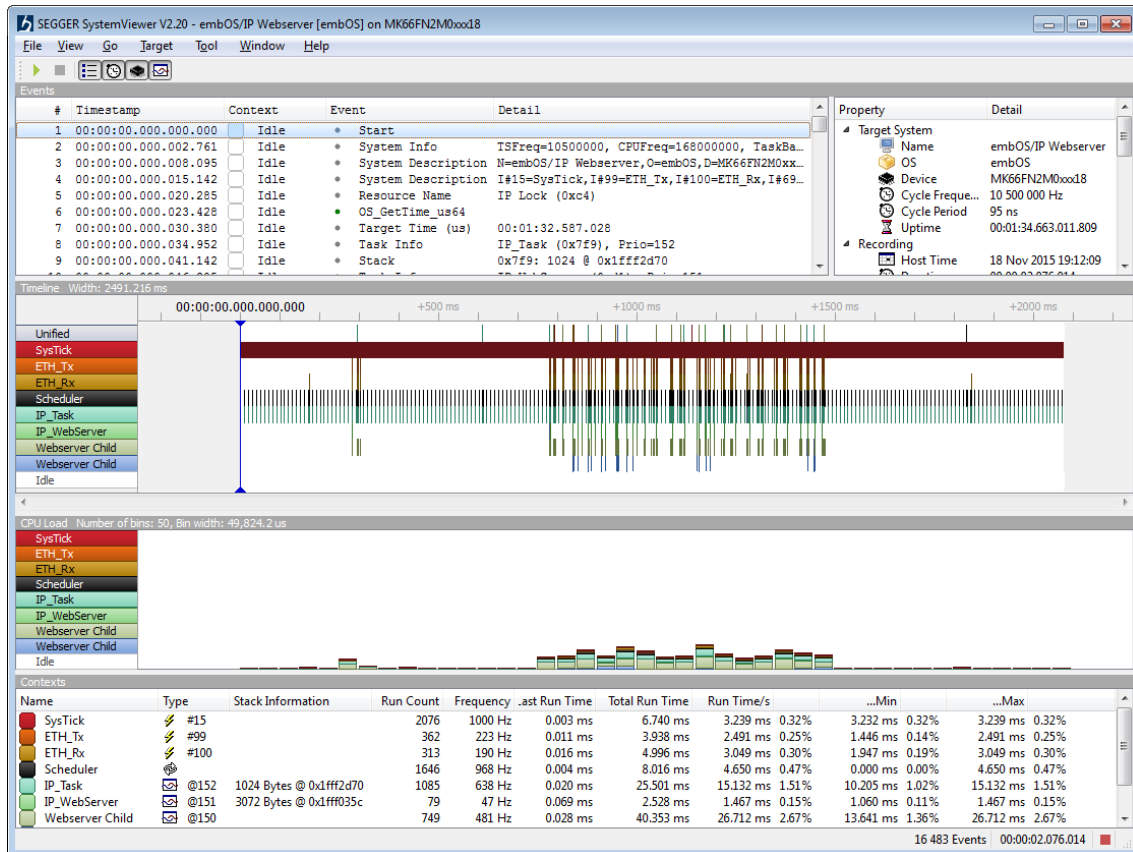 SEGGER SystemViewer V2.20 - embOS/IP Webserver [embOS] on MK66FN2M0xxx18
File View Go Target Tool Window Help
Events
# Timestamp Context Event Detail
1 00:00:00.000.000.000 Idle Start
2 00:00:00.000.002.761 Idle System Info TSFreq=10500000, CPUFreq=168000000, TaskBa...
3 00:00:00.000.008.095 Idle System Description N=embOS/IP Webserver,O=embOS,D=MK66FN2M0xx...
4 00:00:00.000.015.142 Idle System Description I#15=SysTick,I#99=ETH_Tx,I#100=ETH_Rx,I#69...
5 00:00:00.000.020.285 Idle Resource Name IP Lock (0xc4)
6 00:00:00.000.023.428 Idle OS_GetTime_us64
7 00:00:00.000.030.380 Idle Target Time (us) 00:01:32.587.028
8 00:00:00.000.034.952 Idle Task Info IP_Task (0x7f9), Prio=152
9 00:00:00.000.041.142 Idle Stack 0x7f9: 1024 @ 0x1fff2d70
Property Detail
Target System
Name embOS/IP Webserver
OS embOS
Device MK66FN2M0xxx18
Cycle Freque... 10 500 000 Hz
Cycle Period 95 ns
Uptime 00:01:34.663.011.809
Recording
Host Time 18 Nov 2015 19:12:09
Timeline Width: 2491.216 ms
00:00:00.000.000.000 +500 ms +1000 ms +1500 ms +2000 ms
Unified
SysTick
ETH_Tx
ETH_Rx
Scheduler
IP_Task
IP_WebServer
Webserver Child
Webserver Child
Idle
CPU Load Number of bins: 50, Bin width: 49,824.2 us
SysTick
ETH_Tx
ETH_Rx
Scheduler
IP_Task
IP_WebServer
Webserver Child
Webserver Child
Idle
Contexts
Name Type Stack Information Run Count Frequency .ast Run Time Total Run Time Run Time/s ...Min ...Max
SysTick #15 2076 1000 Hz 0.003 ms 6.740 ms 3.239 ms 0.32% 3.232 ms 0.32% 3.239 ms 0.32%
ETH_Tx #99 362 223 Hz 0.011 ms 3.938 ms 2.491 ms 0.25% 1.446 ms 0.14% 2.491 ms 0.25%
ETH_Rx #100 313 190 Hz 0.016 ms 4.996 ms 3.049 ms 0.30% 1.947 ms 0.19% 3.049 ms 0.30%
Scheduler 1646 968 Hz 0.004 ms 8.016 ms 4.650 ms 0.47% 0.000 ms 0.00% 4.650 ms 0.47%
IP_Task @152 1024 Bytes @ 0x1fff2d70 1085 638 Hz 0.020 ms 25.501 ms 15.132 ms 1.51% 10.205 ms 1.02% 15.132 ms 1.51%
IP_WebServer @151 3072 Bytes @ 0x1fff035c 79 47 Hz 0.069 ms 2.528 ms 1.467 ms 0.15% 1.060 ms 0.11% 1.467 ms 0.15%
Webserver Child @150 749 481 Hz 0.028 ms 40.353 ms 26.712 ms 2.67% 13.641 ms 1.36% 26.712 ms 2.67%
16 483 Events 00:00:02.076.014